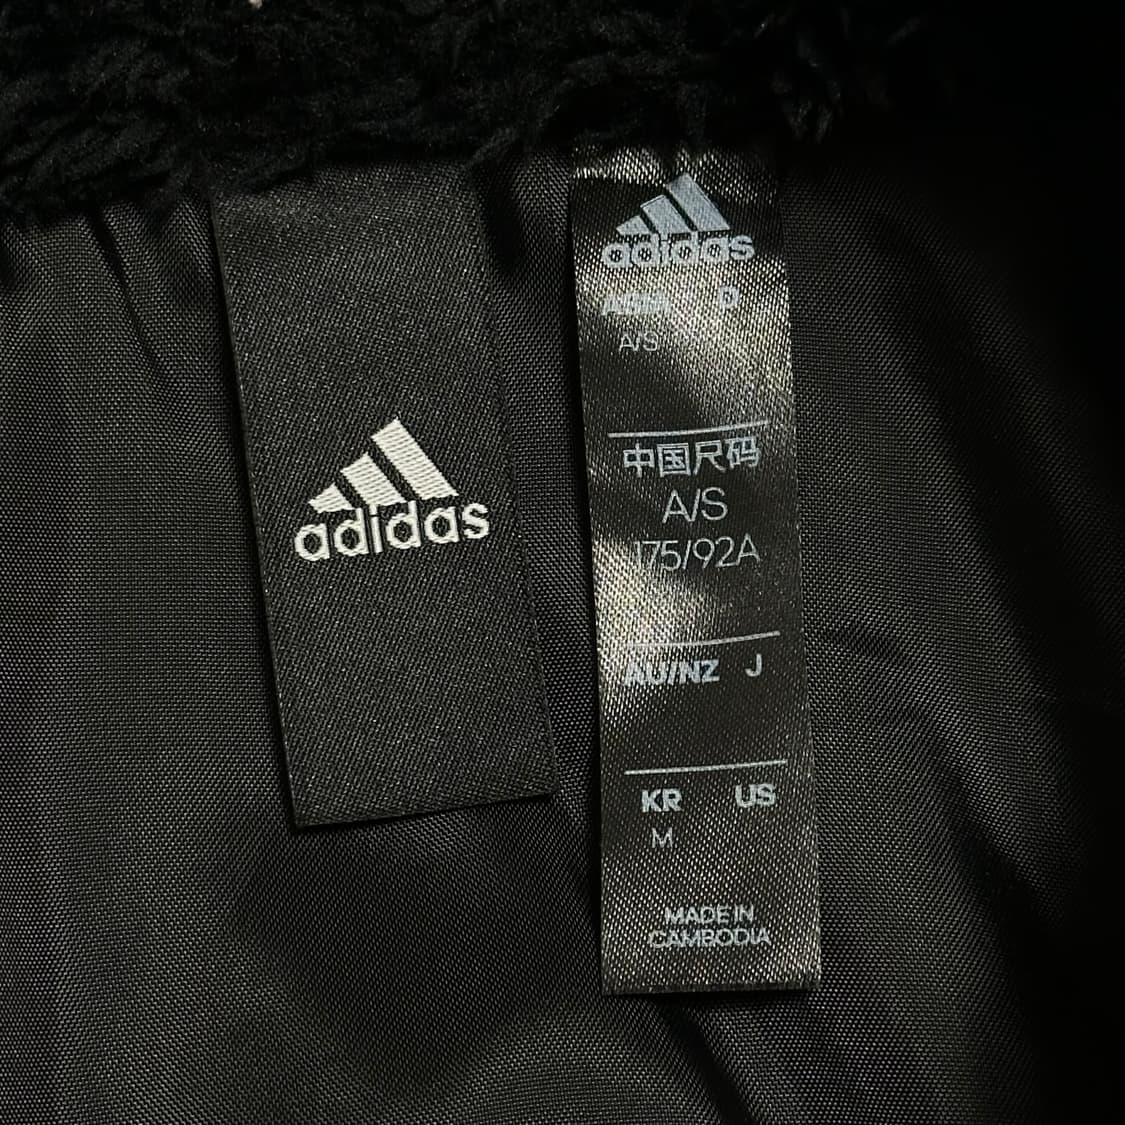 adidas
adidas
A/S
中国尺码
A/S
175/92A
AU/NZ J
KR US
M
MADE IN
CAMBODIA